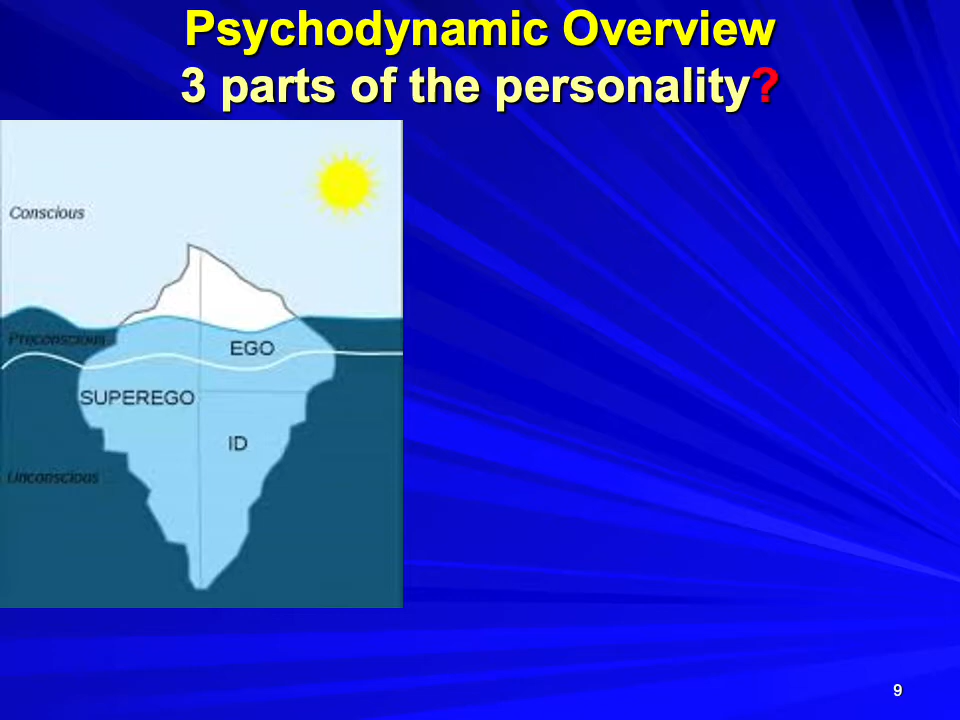 Psychodynamic Overview
3 parts of the personality?
Conscious
Preconscious
EGO
SUPEREGO
ID
Unconscious
9